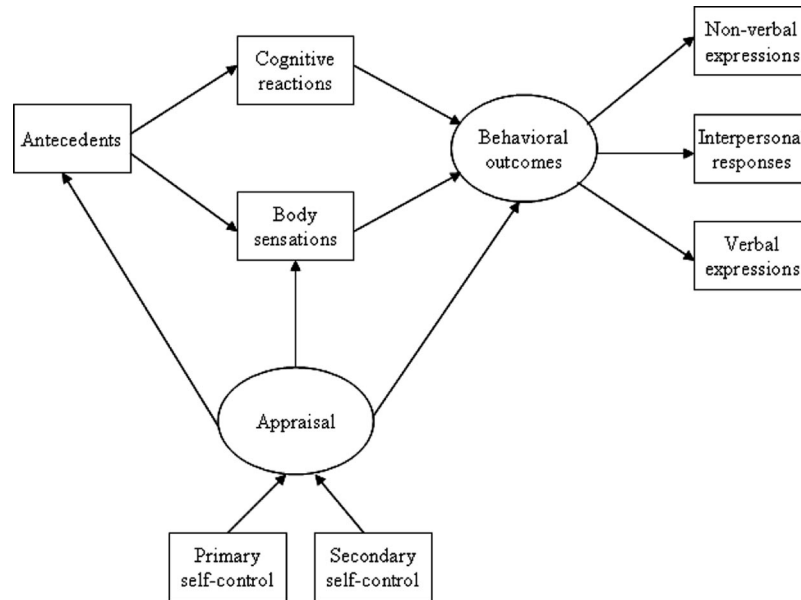 Non-verbal
expressions
Cognitive
reactions
Antecedents
Behavioral
outcomes
Interpersona
responses
Body
sensations
Verbal
expressions
Appraisal
Primary
self-control
Secondary
self-control